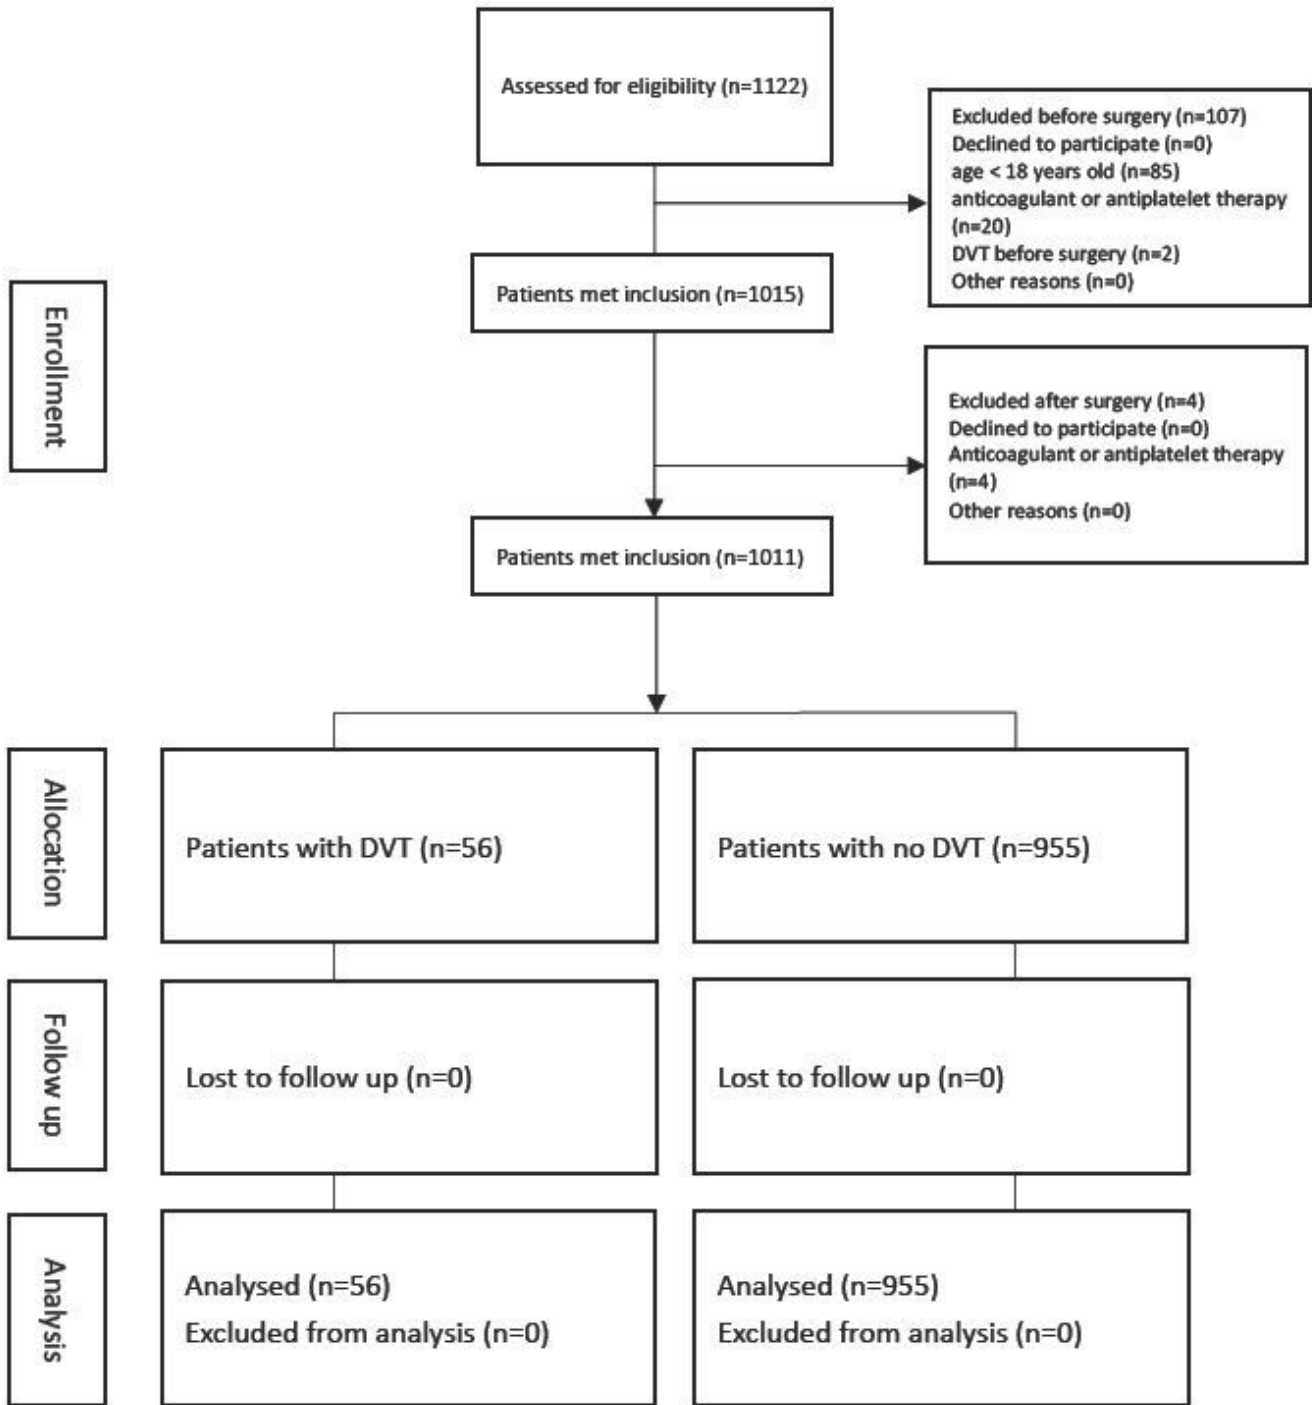 Assessed for eligibility (n=1122)
Excluded before surgery (n=107)
Declined to participate (n=0)
age < 18 years old (n=85)
anticoagulant or antiplatelet therapy
(n=20)
DVT before surgery (n=2)
Other reasons (n=0)
Enrollment
Patients met inclusion (n=1015)
Excluded after surgery (n=4)
Declined to participate (n=0)
Anticoagulant or antiplatelet therapy
(n=4)
Other reasons (n=0)
Patients met inclusion (n=1011)
Allocation
Patients with DVT (n=56)
Patients with no DVT (n=955)
Follow up
Lost to follow up (n=0)
Lost to follow up (n=0)
Analysis
Analysed (n=56)
Excluded from analysis (n=0)
Analysed (n=955)
Excluded from analysis (n=0)